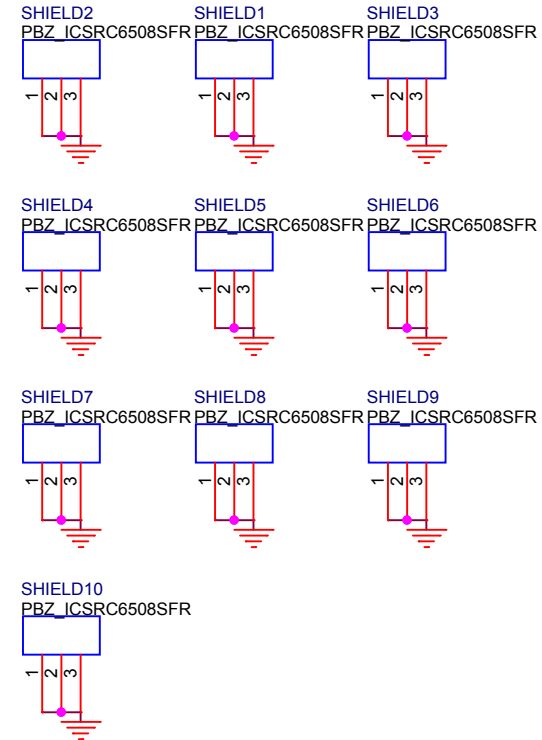 SHIELD2 SHIELD1 SHIELD3
PBZ_ICSRC6508SFR PBZ_ICSRC6508SFR PBZ_ICSRC6508SFR
1 2 3 1 2 3 1 2 3
SHIELD4 SHIELD5 SHIELD6
PBZ_ICSRC6508SFR PBZ_ICSRC6508SFR PBZ_ICSRC6508SFR
1 2 3 1 2 3 1 2 3
SHIELD7 SHIELD8 SHIELD9
PBZ_ICSRC6508SFR PBZ_ICSRC6508SFR PBZ_ICSRC6508SFR
1 2 3 1 2 3 1 2 3
SHIELD10
PBZ_ICSRC6508SFR
1 2 3